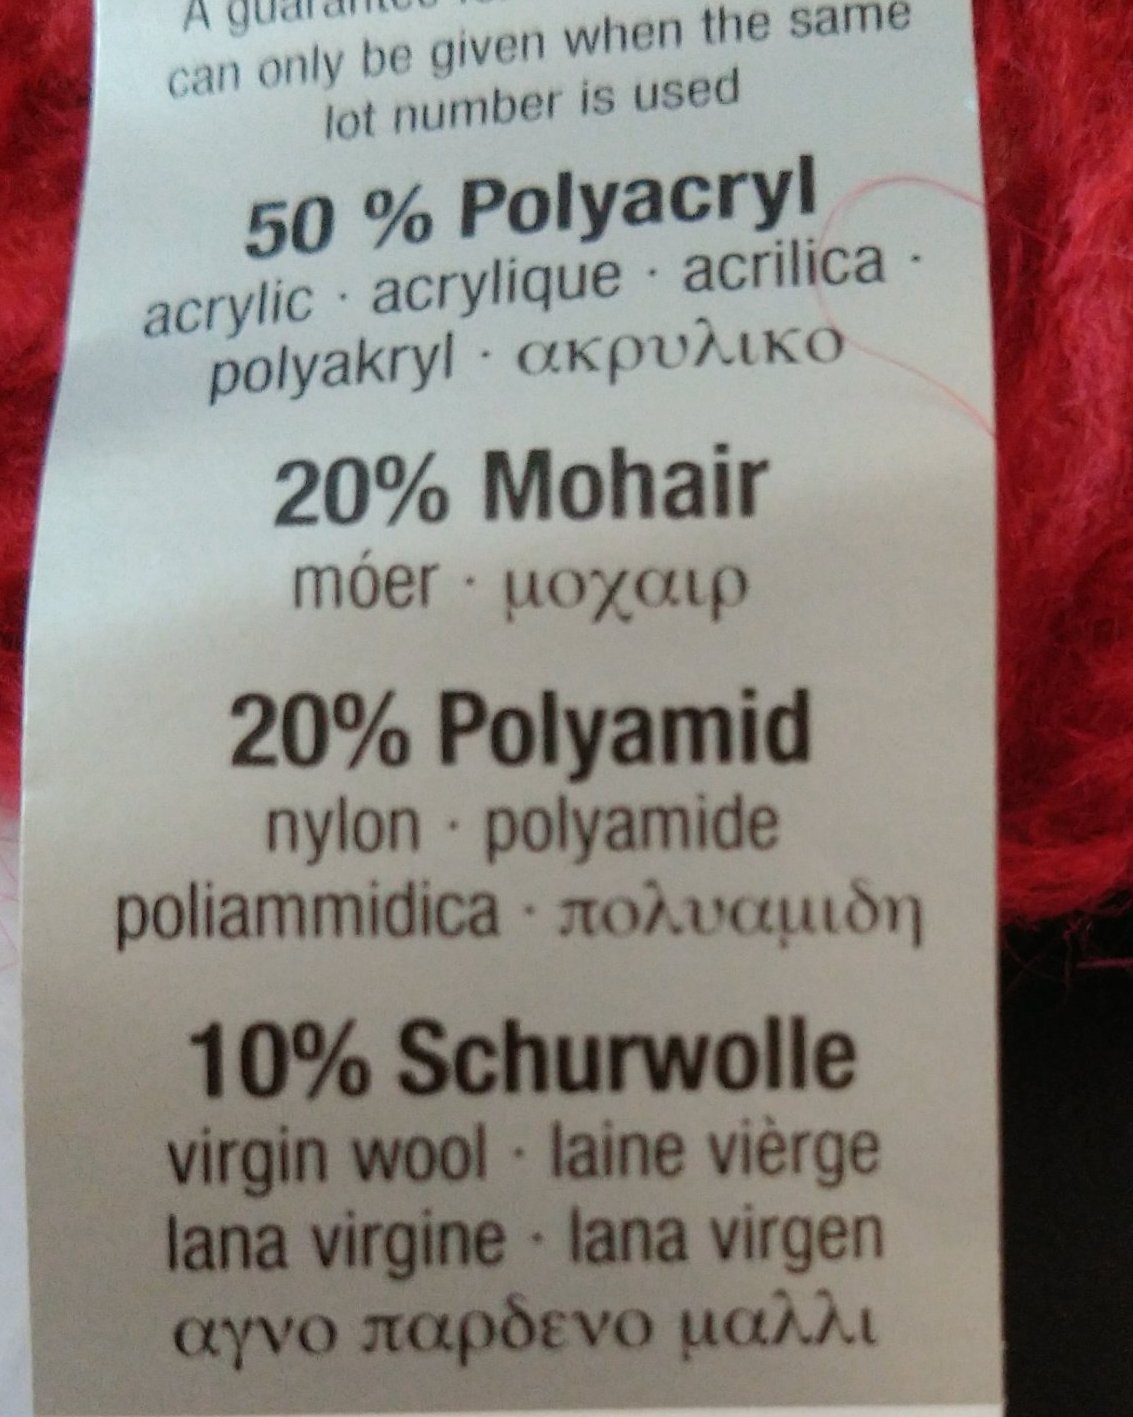 A guarantee
can only be given when the same
lot number is used
50 % Polyacryl
acrylic · acrylique · acrilica ·
polyakryl · ακρυλικο
20% Mohair
móer · μοχαιρ
20% Polyamid
nylon · polyamide
poliammidica · πολυαμιδη
10% Schurwolle
virgin wool · laine vièrge
lana virgine · lana virgen
αγνο παρδενο μαλλι